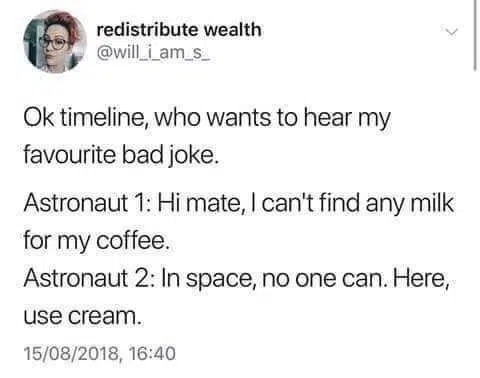 redistribute wealth
@will_i_am_s_
Ok timeline, who wants to hear my
favourite bad joke.
Astronaut 1: Hi mate, I can't find any milk
for my coffee.
Astronaut 2: In space, no one can. Here,
use cream.
15/08/2018, 16:40